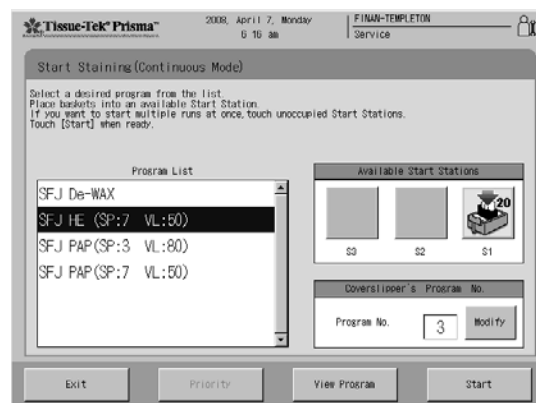 Tissue-Tek® Prisma™
2008, April 7, Monday
6 16 am
FINAN-TEMPLETON
Service
Start Staining(Continuous Mode)
Select a desired program from the list.
Place baskets into an available Start Station.
If you want to start multiple runs at once,touch unoccupied Start Stations.
Touch [Start] when ready.
Program List
SFJ De-WAX
SFJ HE (SP:7 VL:50)
SFJ PAP(SP:3 VL:80)
SFJ PAP(SP:7 VL:50)
Available Start Stations
20
S3 S2 S1
Coverslipper's Program No.
Program No. 3 Modify
Exit Priority View Program Start